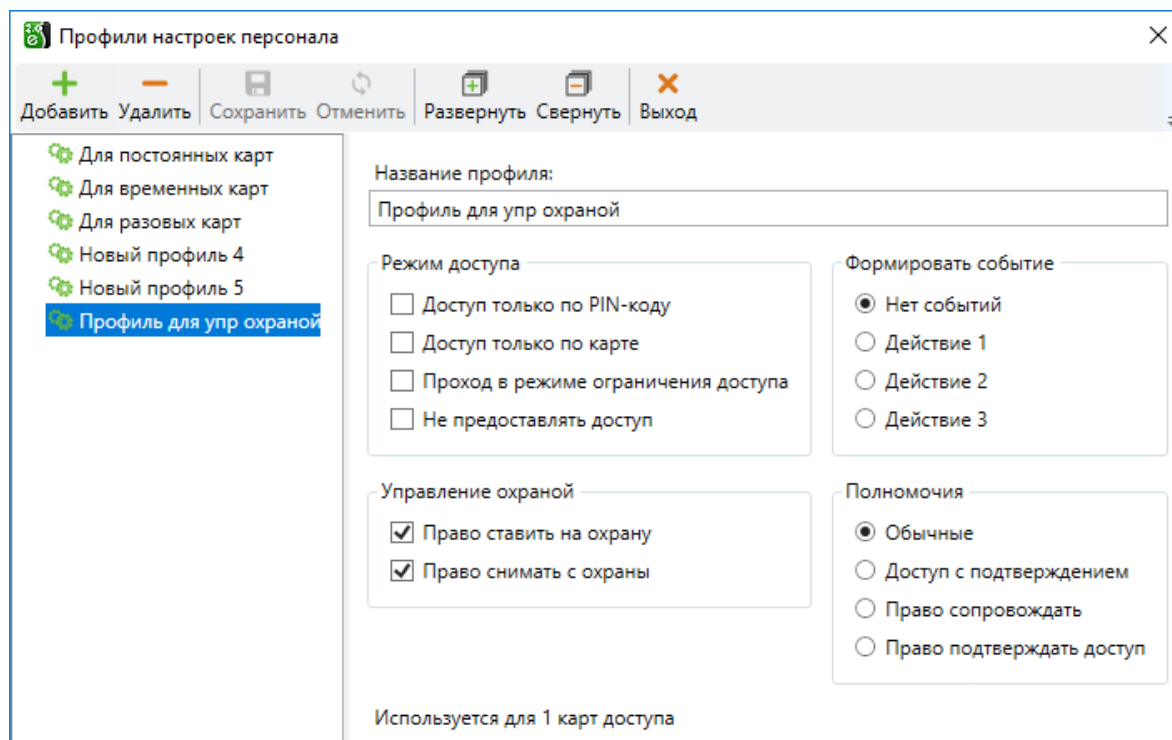 Профили настроек персонала
Добавить Удалить Сохранить Отменить Развернуть Свернуть Выход
Для постоянных карт
Для временных карт
Для разовых карт
Новый профиль 4
Новый профиль 5
Профиль для упр охраной
Название профиля:
Профиль для упр охраной
Режим доступа
Доступ только по PIN-коду
Доступ только по карте
Проход в режиме ограничения доступа
Не предоставлять доступ
Формировать событие
Нет событий
Действие 1
Действие 2
Действие 3
Управление охраной
Право ставить на охрану
Право снимать с охраны
Полномочия
Обычные
Доступ с подтверждением
Право сопровождать
Право подтверждать доступ
Используется для 1 карт доступа